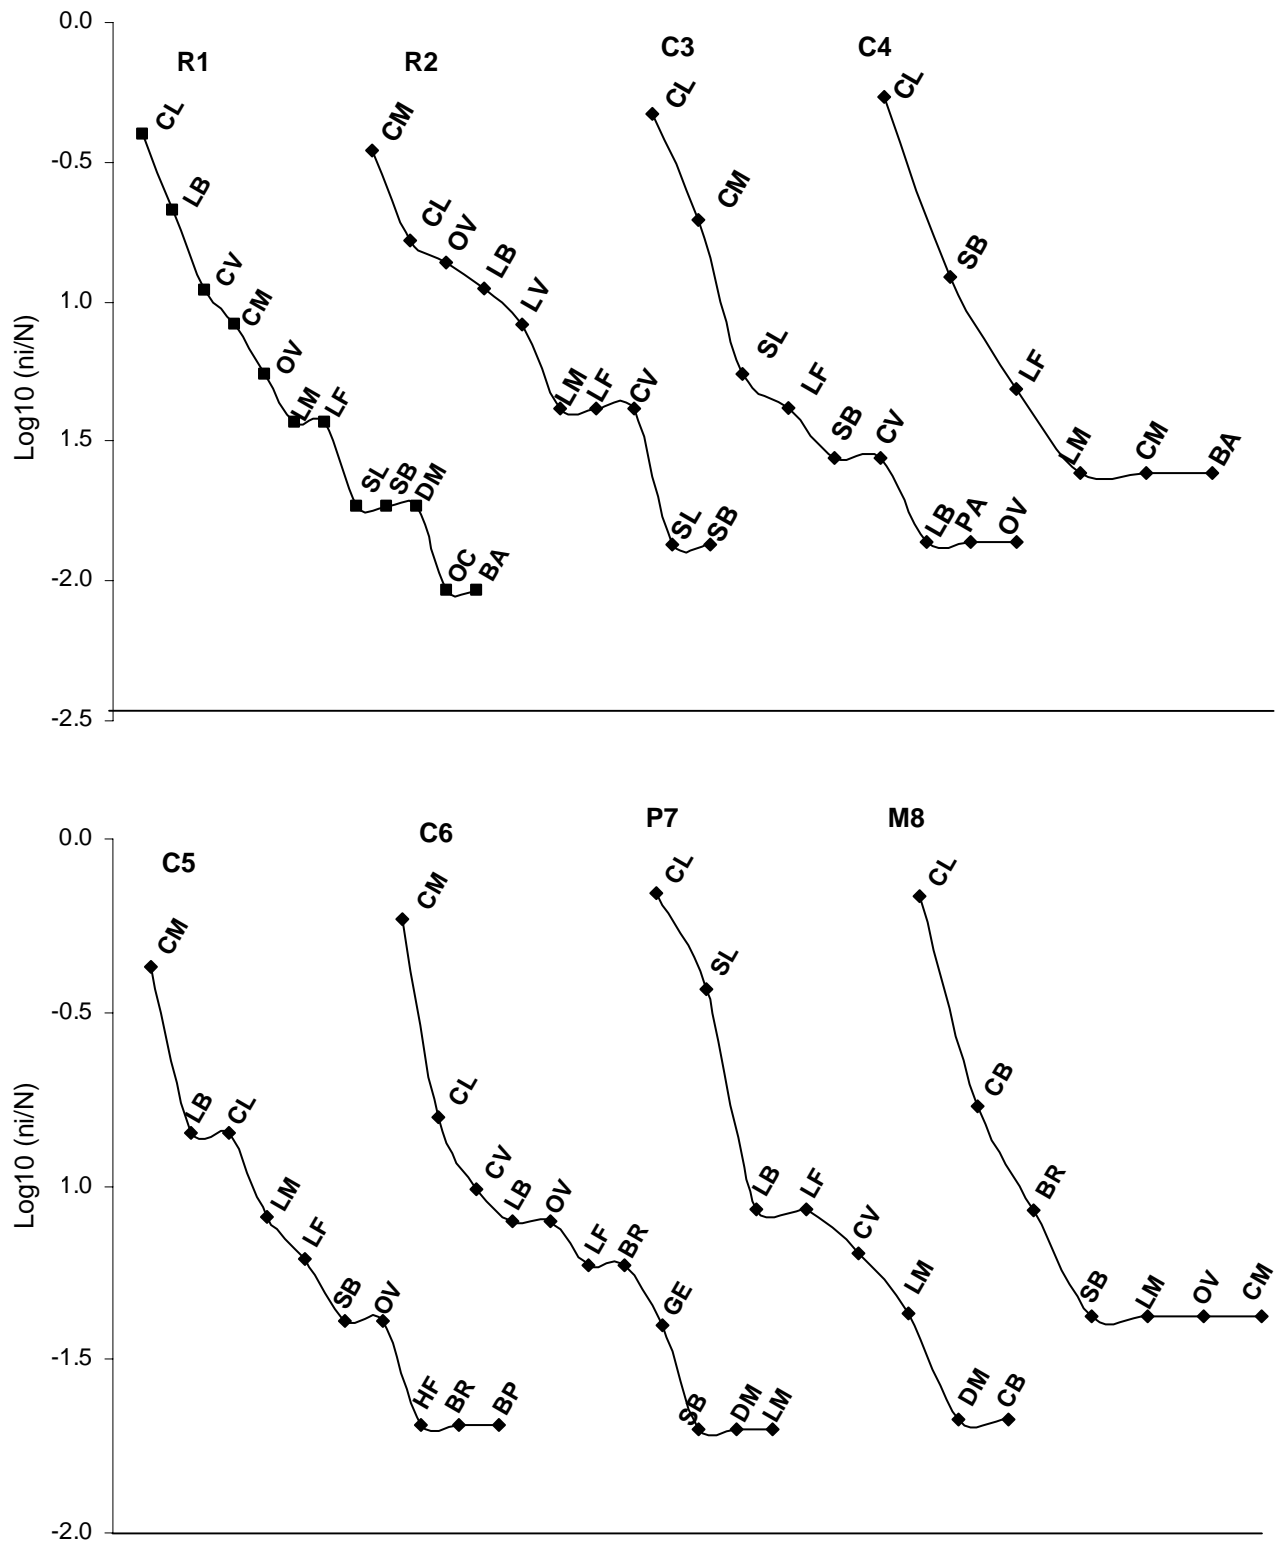 0.0
-0.5
1.0
1.5
-2.0
-2.5
Log10 (ni/N)
R1
CL
LB
CV
CM
OV
LM
LF
SL
SB
DM
OC
BA
R2
CM
CL
OV
LB
LV
LM
LF
CV
SL
SB
C3
CL
CM
SL
LF
SB
CV
LB
PA
OV
C4
CL
SB
LF
LM
CM
BA
0.0
-0.5
1.0
-1.5
-2.0
Log10 (ni/N)
C5
CM
LB
CL
LM
LF
SB
OV
HF
BR
BP
C6
CM
CL
CV
LB
OV
LF
BR
GE
SB
DM
LM
P7
CL
SL
LB
LF
CV
LM
DM
CB
M8
CL
CB
BR
SB
LM
OV
CM